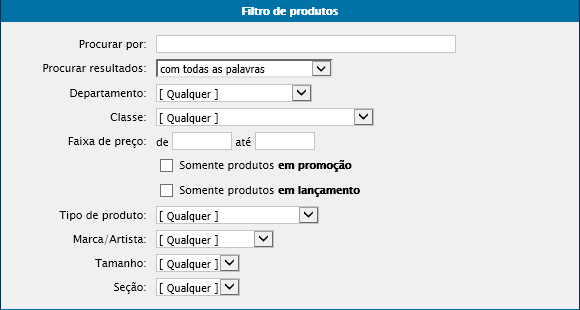 Filtro de produtos
Procurar por:
Procurar resultados: com todas as palavras
Departamento: [ Qualquer ]
Classe: [ Qualquer ]
Faixa de preço: de até
Somente produtos em promoção
Somente produtos em lançamento
Tipo de produto: [ Qualquer ]
Marca/Artista: [ Qualquer ]
Tamanho: [ Qualquer ]
Seção: [ Qualquer ]